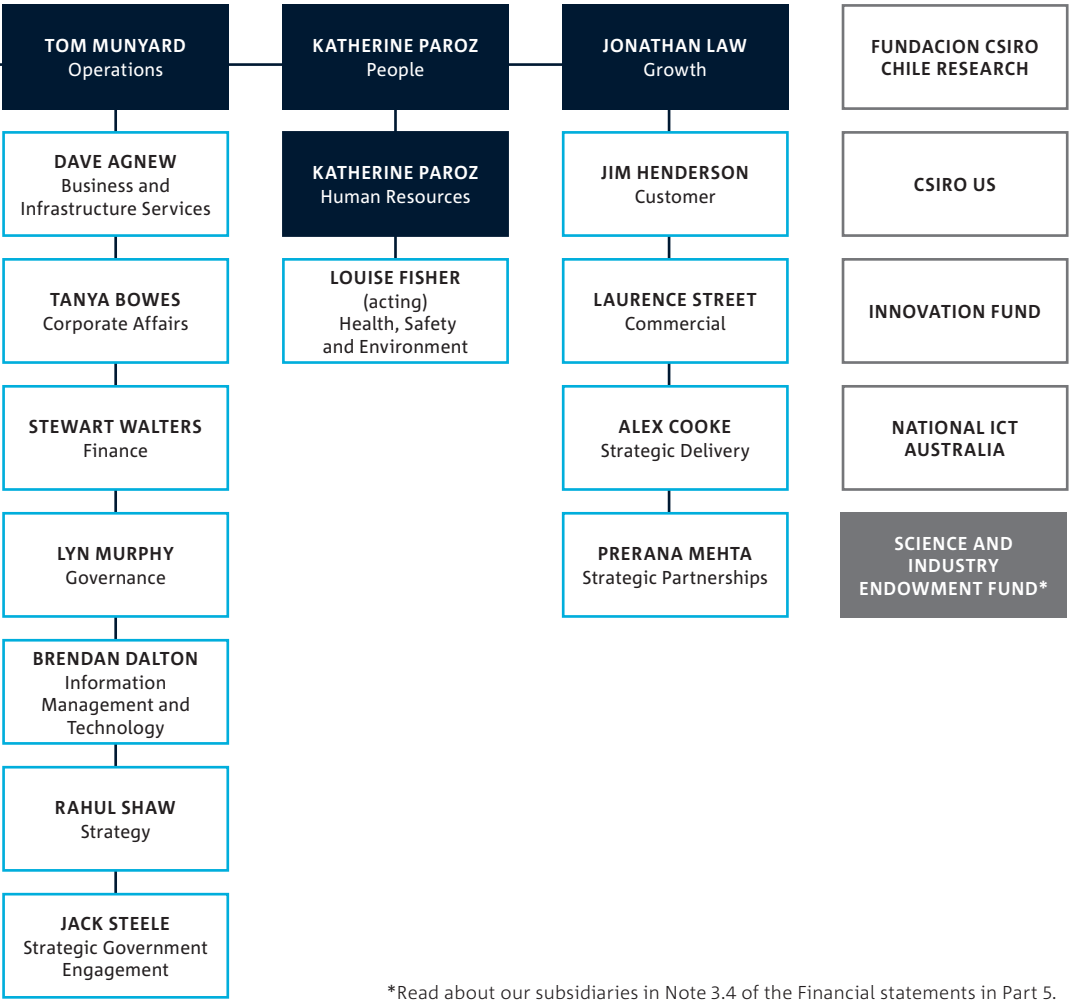 TOM MUNYARD
Operations
DAVE AGNEW
Business and
Infrastructure Services
TANYA BOWES
Corporate Affairs
STEWART WALTERS
Finance
LYN MURPHY
Governance
BRENDAN DALTON
Information
Management and
Technology
RAHUL SHAW
Strategy
JACK STEELE
Strategic Government
Engagement
KATHERINE PAROZ
People
KATHERINE PAROZ
Human Resources
LOUISE FISHER
(acting)
Health, Safety
and Environment
JONATHAN LAW
Growth
JIM HENDERSON
Customer
LAURENCE STREET
Commercial
ALEX COOKE
Strategic Delivery
PRERANA MEHTA
Strategic Partnerships
FUNDACION CSIRO
CHILE RESEARCH
CSIRO US
INNOVATION FUND
NATIONAL ICT
AUSTRALIA
SCIENCE AND
INDUSTRY
ENDOWMENT FUND*
*Read about our subsidiaries in Note 3.4 of the Financial statements in Part 5.